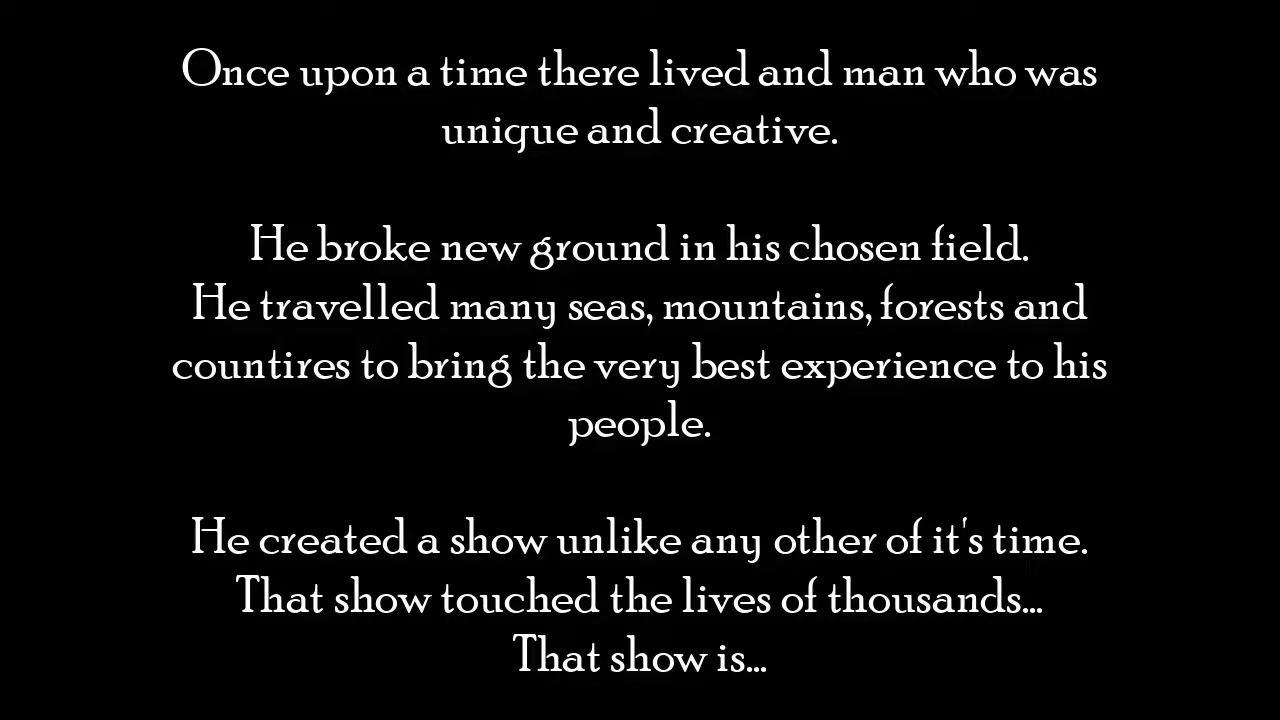 Once upon a time there lived and man who was
unique and creative.
He broke new ground in his chosen field.
He travelled many seas, mountains, forests and
countires to bring the very best experience to his
people.
He created a show unlike any other of it's time.
That show touched the lives of thousands...
That show is...